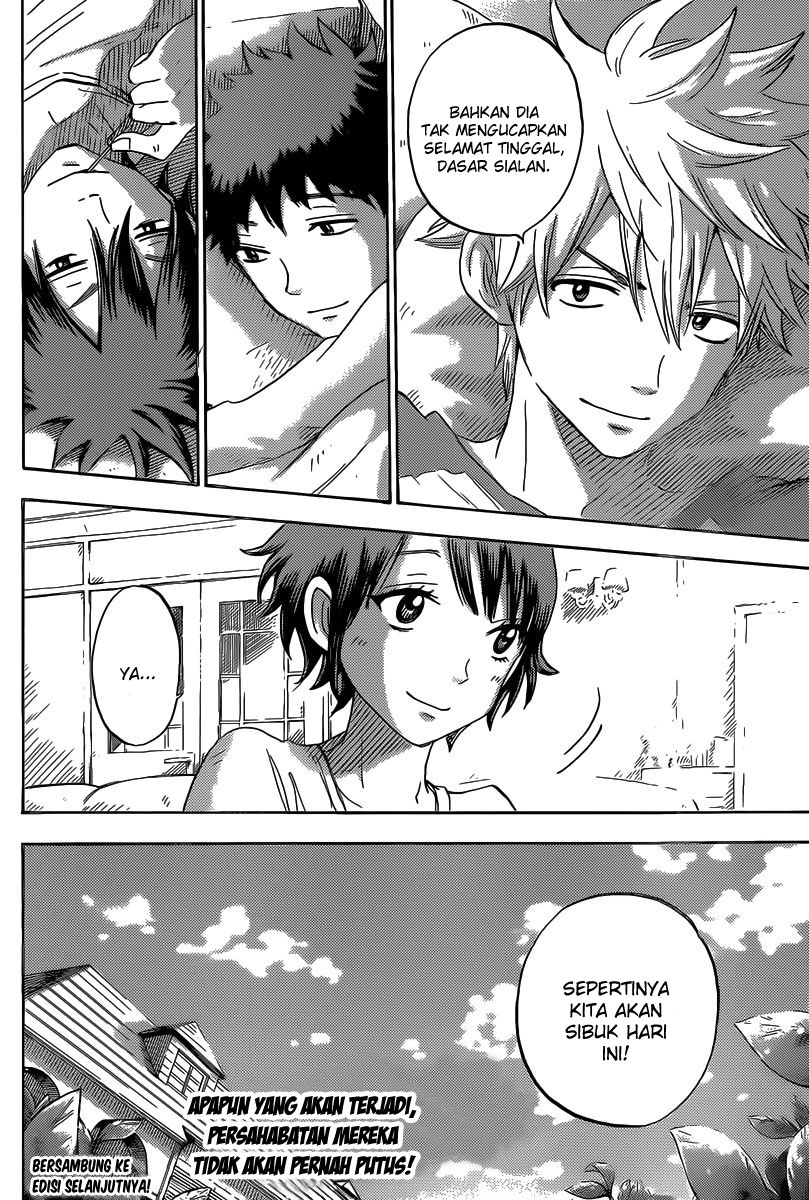 BAHKAN DIA
TAK MENGUCAPKAN
SELAMAT TINGGAL,
DASAR SIALAN.
YA...
SEPERTINYA
KITA AKAN
SIBUK HARI
INI!
APAPUN YANG AKAN TERJADI,
PERSAHABATAN MEREKA
TIDAK AKAN PERNAH PUTUS!
BERSAMBUNG KE
EDISI SELANJUTNYA!